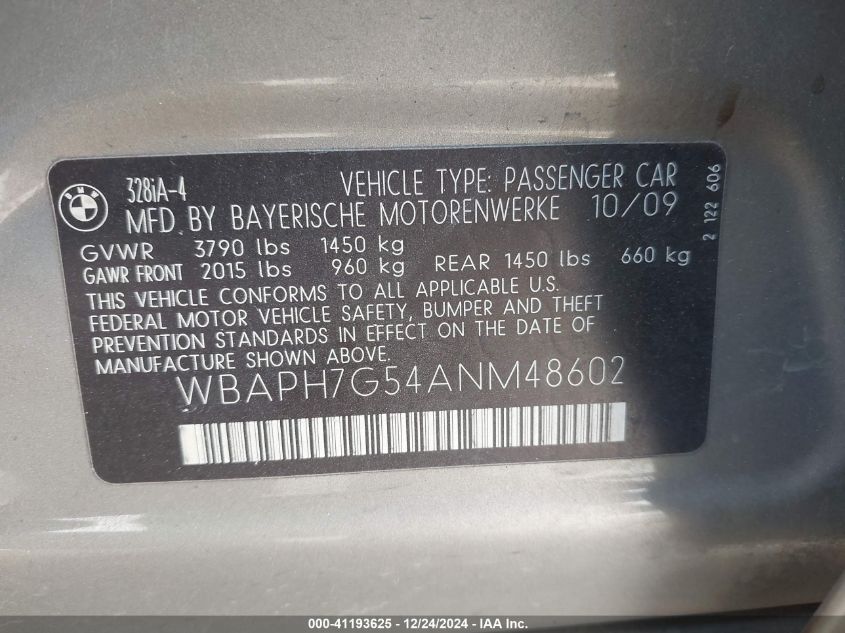 BMW
328iA-4 VEHICLE TYPE: PASSENGER CAR
MFD. BY BAYERISCHE MOTORENWERKE 10/09
GVWR 3790 lbs 1450 kg
GAWR FRONT 2015 lbs 960 kg REAR 1450 lbs 660 kg
THIS VEHICLE CONFORMS TO ALL APPLICABLE U.S.
FEDERAL MOTOR VEHICLE SAFETY, BUMPER AND THEFT
PREVENTION STANDARDS IN EFFECT ON THE DATE OF
MANUFACTURE SHOWN ABOVE.
WBAPH7G54ANM48602
2 122 606
000-41193625 - 12/24/2024 - IAA Inc.